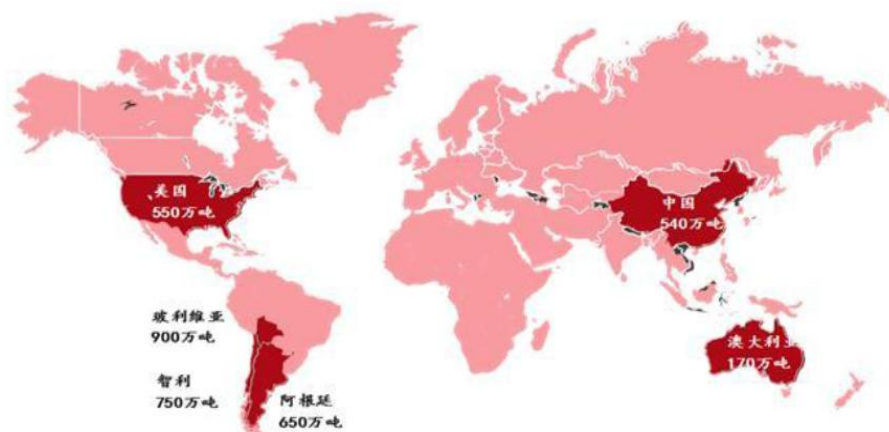 美国
550万吨
中国
540万吨
玻利维亚
900万吨
智利
750万吨
阿根廷
650万吨
澳大利亚
170万吨